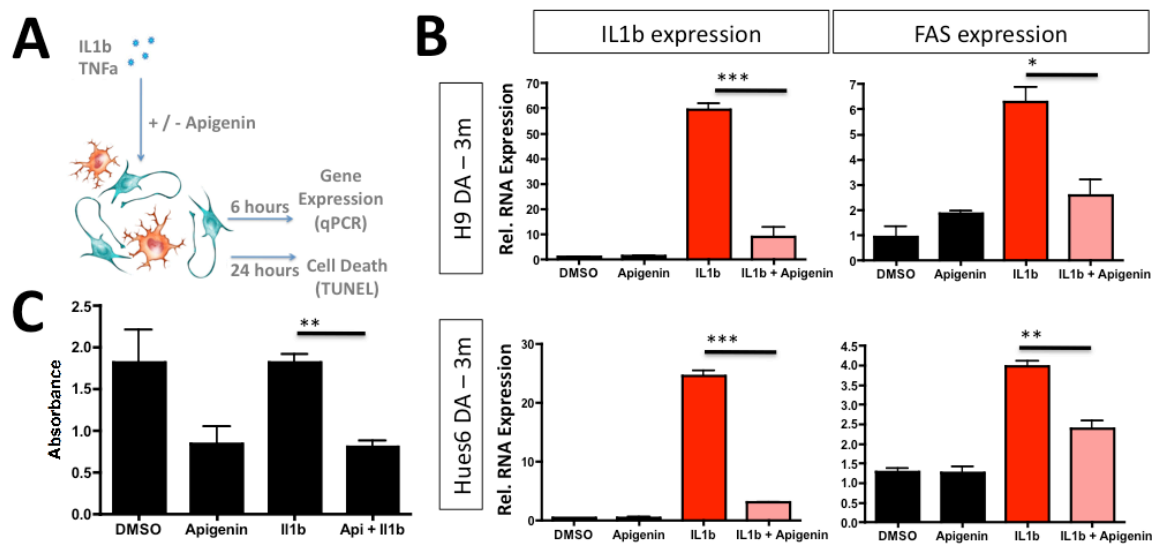 A
IL1b
TNFa
+ / - Apigenin
6 hours
Gene
Expression
(qPCR)
24 hours
Cell Death
(TUNEL)
B
IL1b expression
FAS expression
H9 DA – 3m
Rel. RNA Expression
70
60
50
40
30
20
10
0
***
DMSO
Apigenin
IL1b
IL1b + Apigenin
7
6
5
4
3
2
1
0
*
DMSO
Apigenin
IL1b
IL1b + Apigenin
C
Absorbance
2.5
2.0
1.5
1.0
0.5
0.0
**
DMSO
Apigenin
Il1b
Api + Il1b
Hues6 DA – 3m
Rel. RNA Expression
30
20
10
0
***
DMSO
Apigenin
IL1b
IL1b + Apigenin
4.5
4.0
3.5
3.0
2.5
2.0
1.5
1.0
0.5
0.0
**
DMSO
Apigenin
IL1b
IL1b + Apigenin